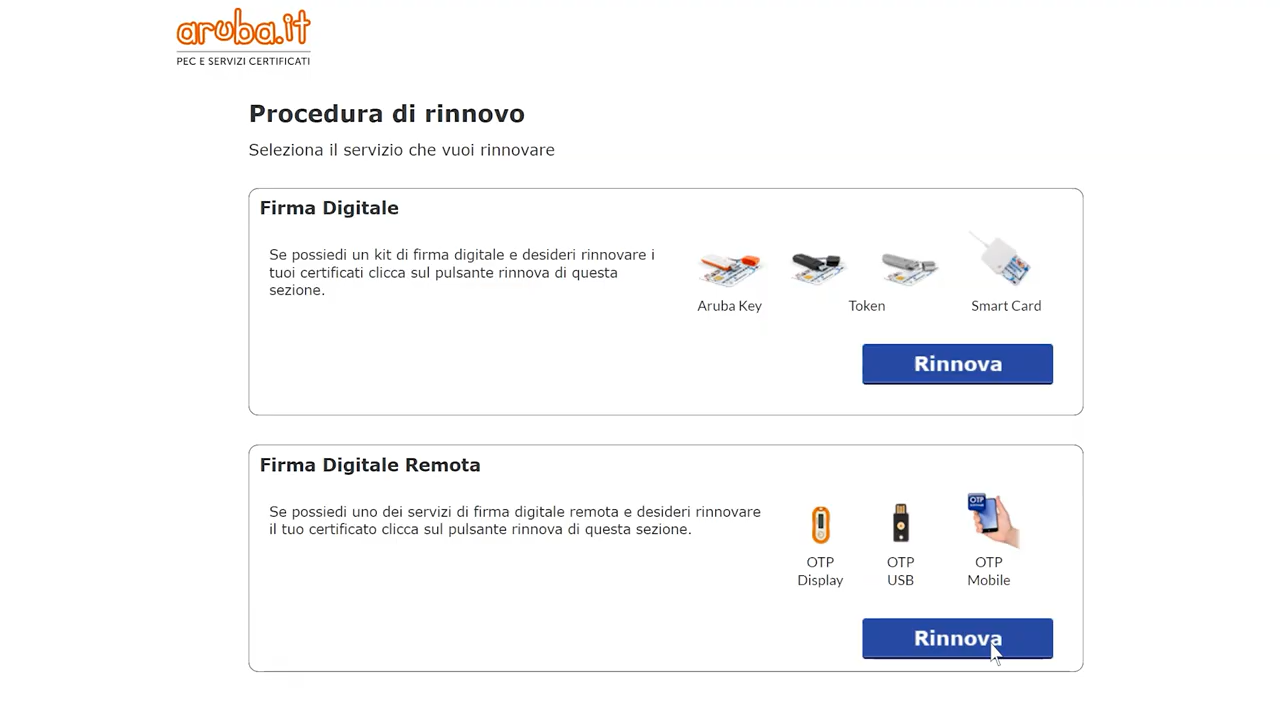 aruba.it
PEC E SERVIZI CERTIFICATI
Procedura di rinnovo
Seleziona il servizio che vuoi rinnovare
Firma Digitale
Se possiedi un kit di firma digitale e desideri rinnovare i
tuoi certificati clicca sul pulsante rinnova di questa
sezione.
Aruba Key
Token
Smart Card
Rinnova
Firma Digitale Remota
Se possiedi uno dei servizi di firma digitale remota e desideri rinnovare
il tuo certificato clicca sul pulsante rinnova di questa sezione.
OTP
OTP
Display
OTP
USB
OTP
Mobile
Rinnova